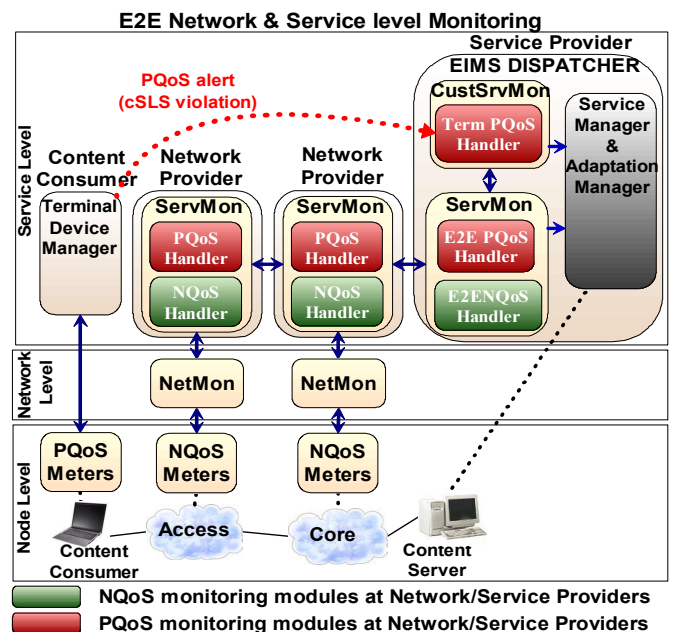 E2E Network & Service level Monitoring
Service Provider
EIMS DISPATCHER
PQoS alert
(cSLS violation)
CustSrvMon
Term PQoS
Handler
Service
Manager
&
Adaptation
Manager
Service Level
Content
Consumer
Terminal
Device
Manager
Network
Provider
ServMon
PQoS
Handler
NQoS
Handler
Network
Provider
ServMon
PQoS
Handler
NQoS
Handler
ServMon
E2E PQoS
Handler
E2ENQoS
Handler
Network
Level
NetMon
NetMon
Node Level
PQoS
Meters
NQoS
Meters
NQoS
Meters
Content
Consumer
Access
Core
Content
Server
NQoS monitoring modules at Network/Service Providers
PQoS monitoring modules at Network/Service Providers